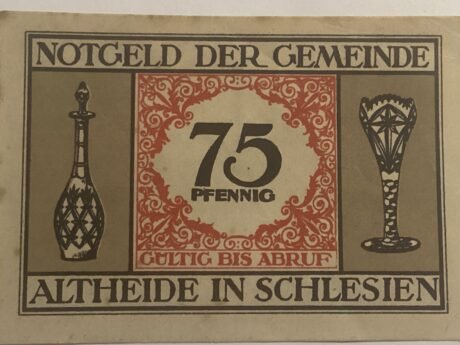 NOTGELD DER GEMEINDE
75
PFENNIG
GÜLTIG BIS ABRUF
ALTHEIDE IN SCHLESIEN